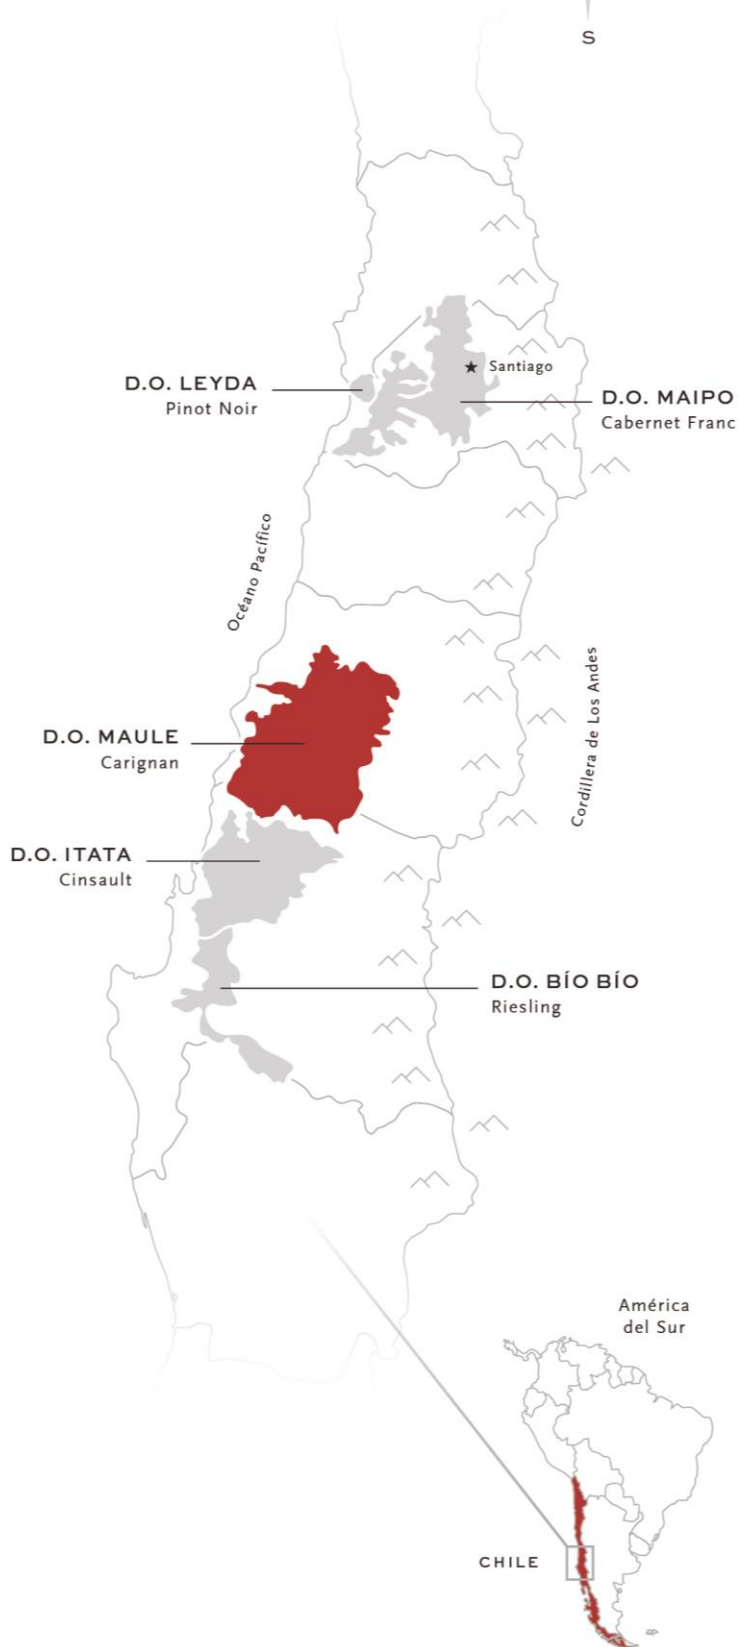 S
Santiago
D.O. LEYDA
Pinot Noir
D.O. MAIPO
Cabernet Franc
Océano Pacífico
Cordillera de Los Andes
D.O. MAULE
Carignan
D.O. ITATA
Cinsault
D.O. BÍO BÍO
Riesling
América
del Sur
CHILE